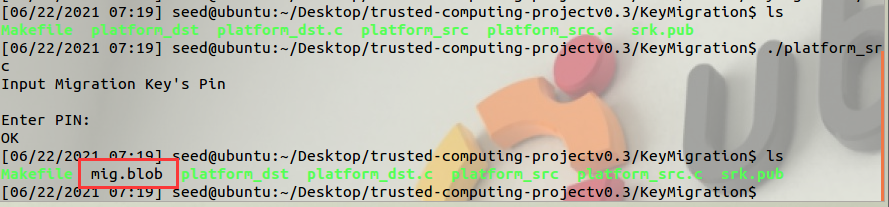 [06/22/2021 07:19] seed@ubuntu:~/Desktop/trusted-computing-projectv0.3/KeyMigration$ ls
Makefile platform_dst platform_dst.c platform_src platform_src.c srk.pub
[06/22/2021 07:19] seed@ubuntu:~/Desktop/trusted-computing-projectv0.3/KeyMigration$ ./platform_sr
c
Input Migration Key's Pin
Enter PIN:
OK
[06/22/2021 07:19] seed@ubuntu:~/Desktop/trusted-computing-projectv0.3/KeyMigration$ ls
Makefile mig.blob platform_dst platform_dst.c platform_src platform_src.c srk.pub
[06/22/2021 07:19] seed@ubuntu:~/Desktop/trusted-computing-projectv0.3/KeyMigration$